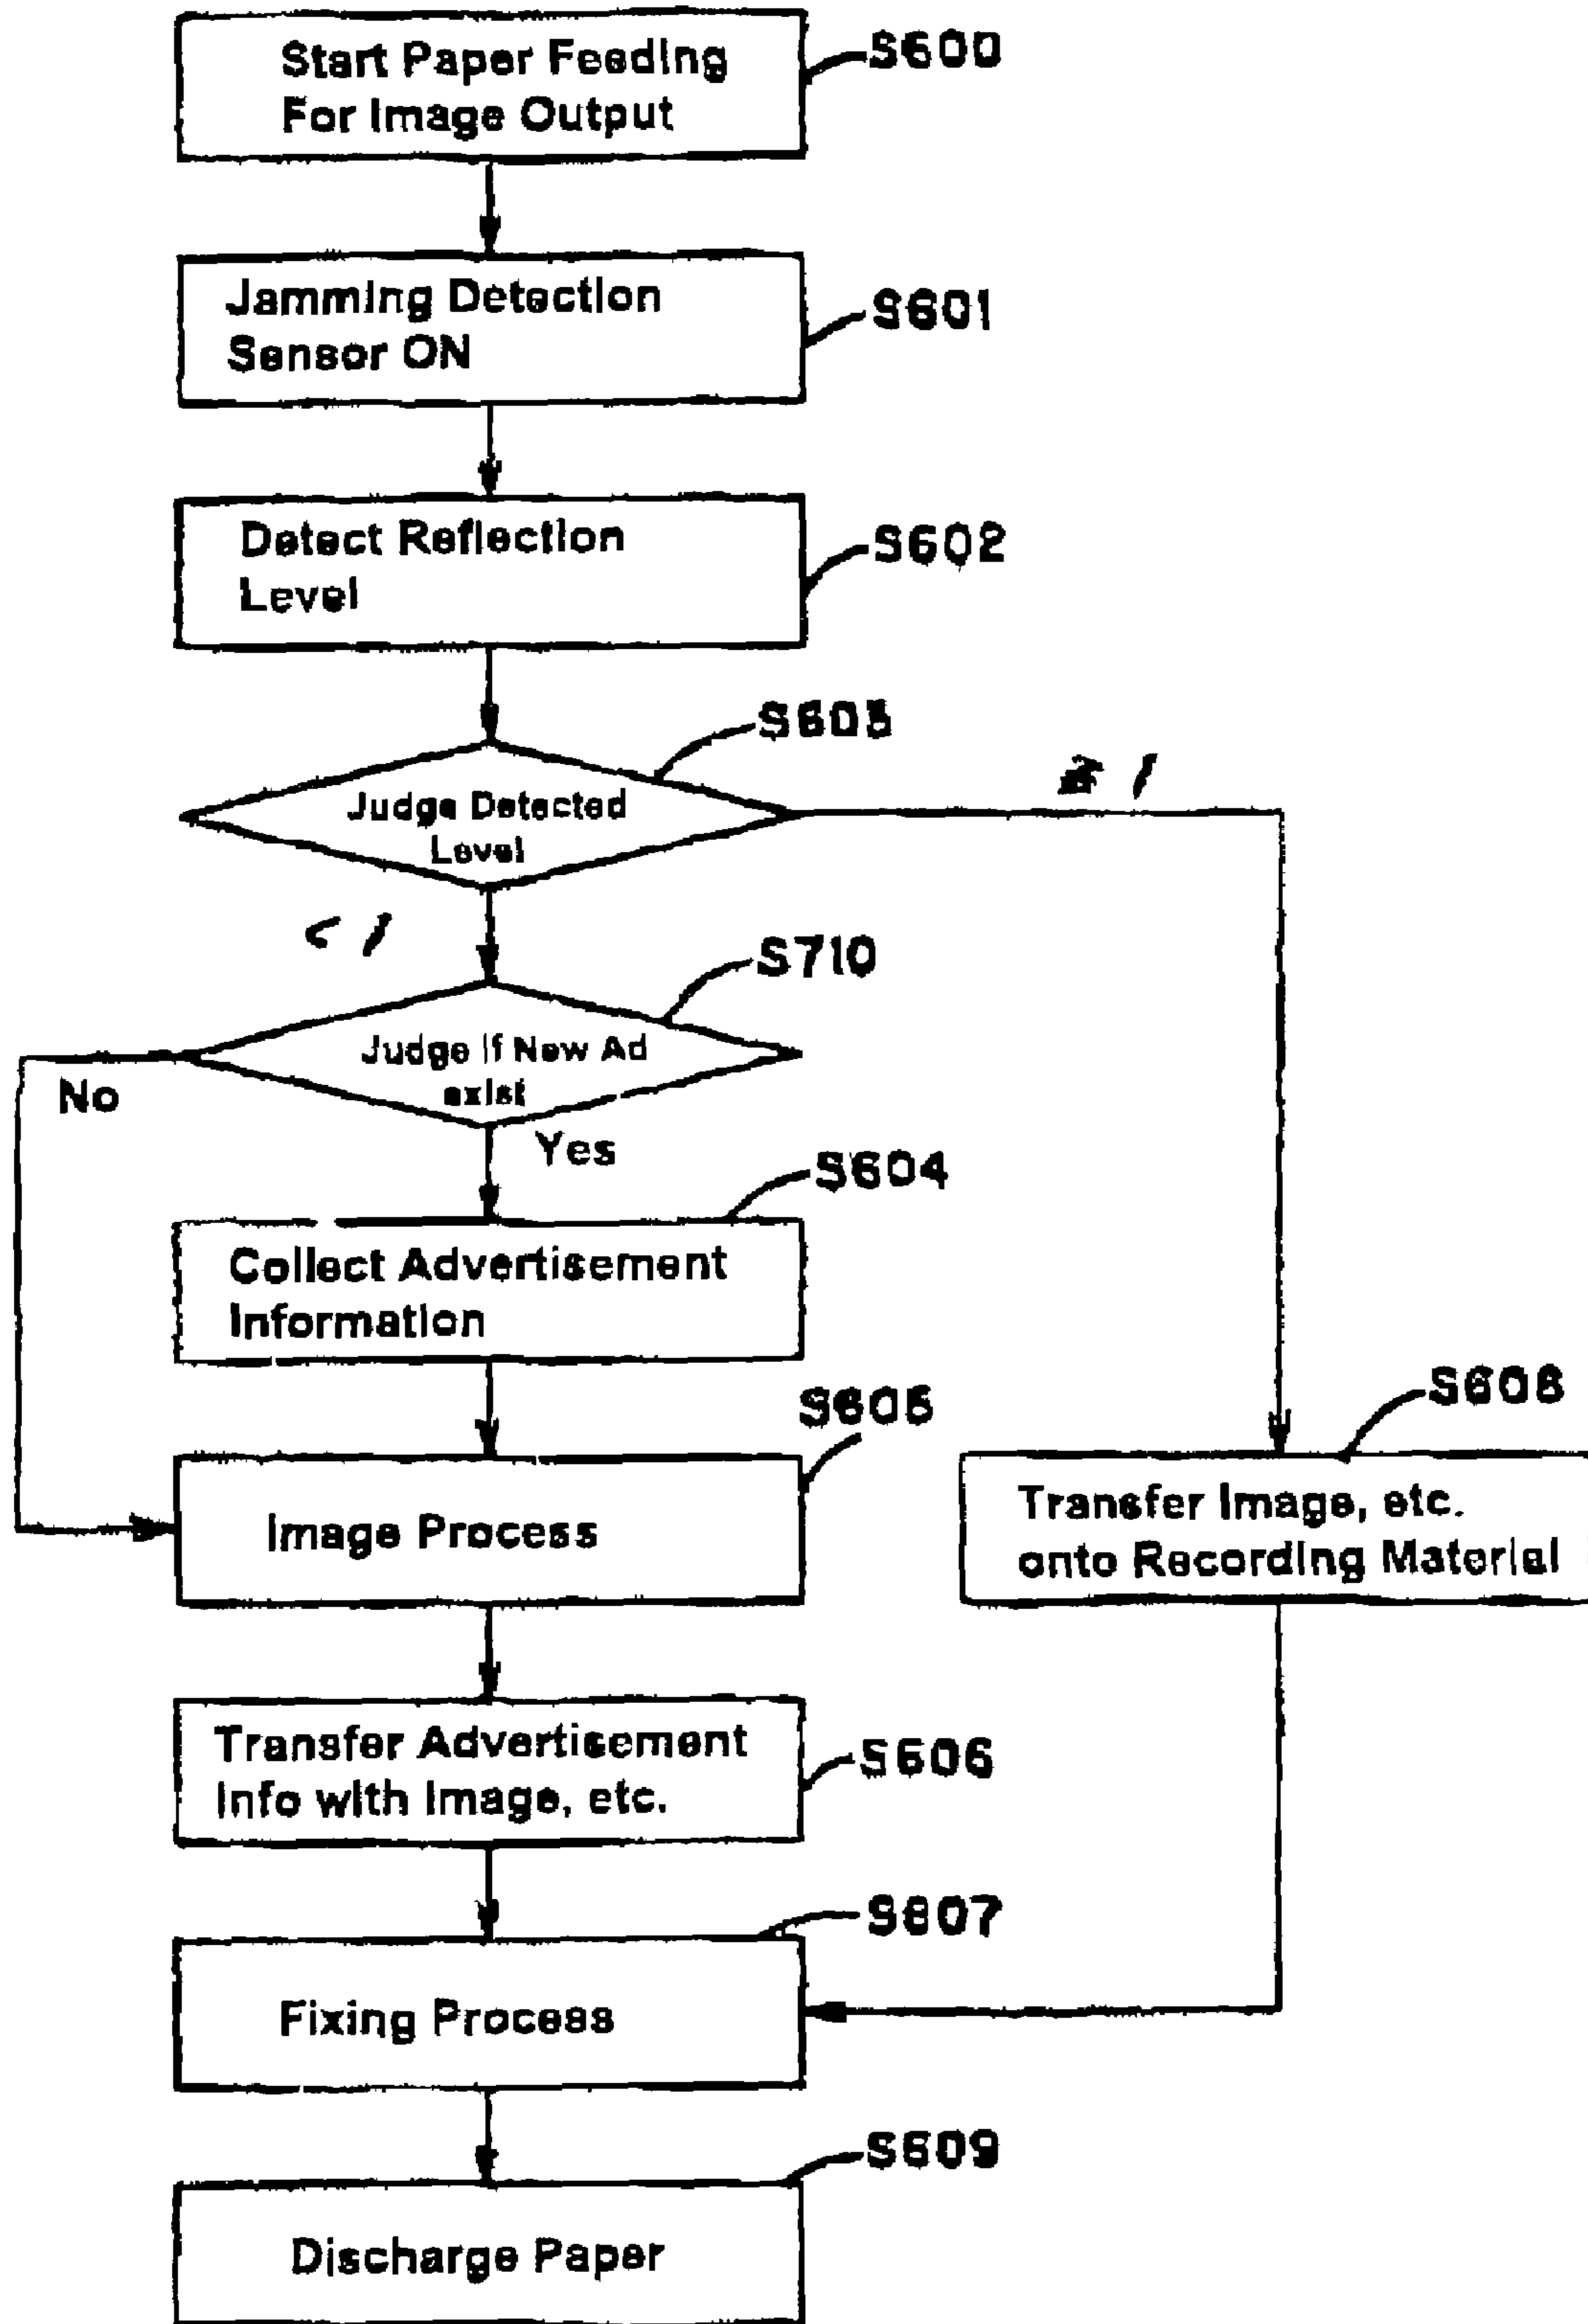 Start Paper Feeding
For Image Output
S600
Jamming Detection
Sensor ON
S601
Detect Reflection
Level
S602
S603
Judge Detected
Level
≥ 1
< 1
S710
Judge if New Ad
exist
No
Yes
S604
Collect Advertisement
Information
S605
Image Process
S608
Transfer Image, etc.
onto Recording Material
Transfer Advertisement
Info with Image, etc.
S606
S607
Fixing Process
S609
Discharge Paper